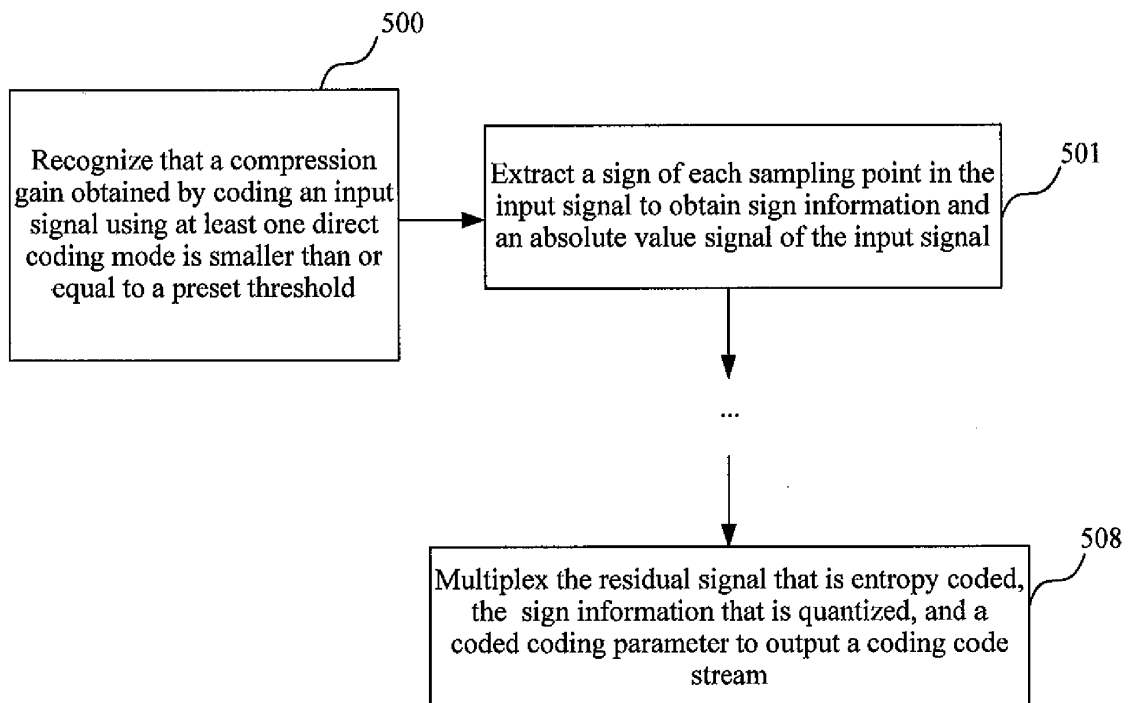 500
Recognize that a compression
gain obtained by coding an input
signal using at least one direct
coding mode is smaller than or
equal to a preset threshold
501
Extract a sign of each sampling point in the
input signal to obtain sign information and
an absolute value signal of the input signal
...
508
Multiplex the residual signal that is entropy coded,
the sign information that is quantized, and a
coded coding parameter to output a coding code
stream